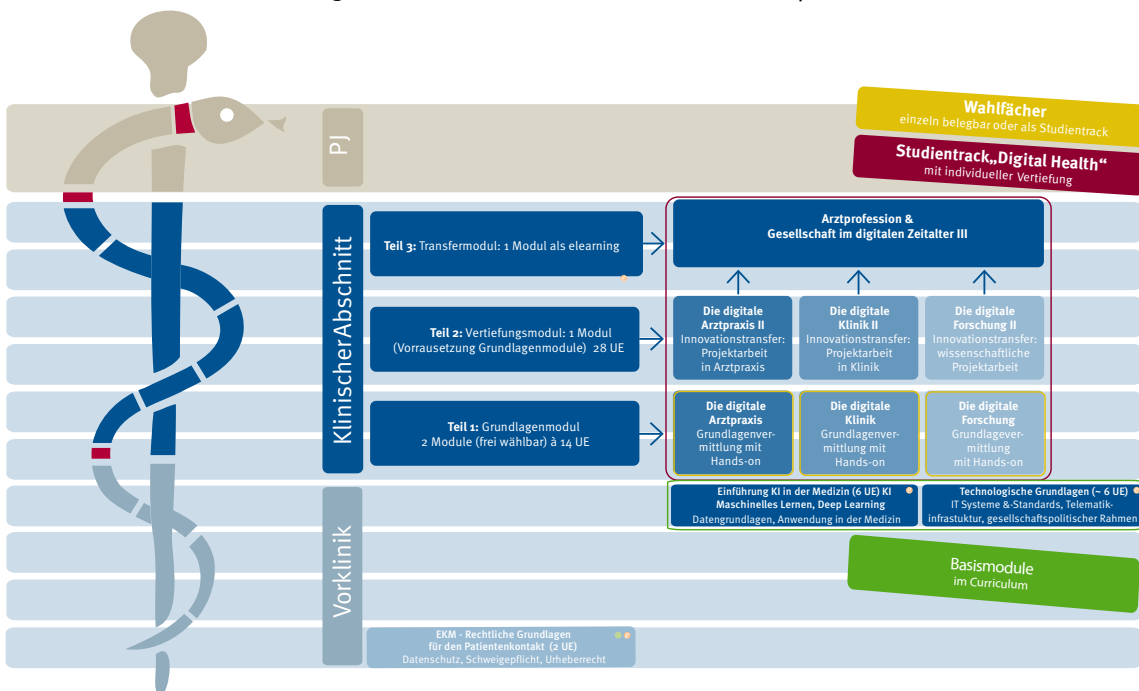 Wahlfächer
einzeln belegbar oder als Studientrack
Studientrack„Digital Health“
mit individueller Vertiefung
PJ
Klinischer Abschnitt
Teil 3: Transfermodul: 1 Modul als elearning
Arztprofession &
Gesellschaft im digitalen Zeitalter III
Teil 2: Vertiefungsmodul: 1 Modul
(Vorrausetzung Grundlagenmodule) 28 UE
Die digitale
Arztpraxis II
Innovationstransfer:
Projektarbeit
in Arztpraxis
Die digitale
Klinik II
Innovationstransfer:
Projektarbeit
in Klinik
Die digitale
Forschung II
Innovationstransfer:
wissenschaftliche
Projektarbeit
Teil 1: Grundlagenmodul
2 Module (frei wählbar) à 14 UE
Die digitale
Arztpraxis
Grundlagenver-
mittlung mit
Hands-on
Die digitale
Klinik
Grundlagenver-
mittlung mit
Hands-on
Die digitale
Forschung
Grundlagever-
mittlung
mit Hands-on
Vorklinik
Einführung KI in der Medizin (6 UE) KI
Maschinelles Lernen, Deep Learning
Datengrundlagen, Anwendung in der Medizin
Technologische Grundlagen (~ 6 UE)
IT Systeme &-Standards, Telematik-
infrastuktur, gesellschaftspolitischer Rahmen
Basismodule
im Curriculum
EKM - Rechtliche Grundlagen
für den Patientenkontakt (2 UE)
Datenschutz, Schweigepflicht, Urheberrecht